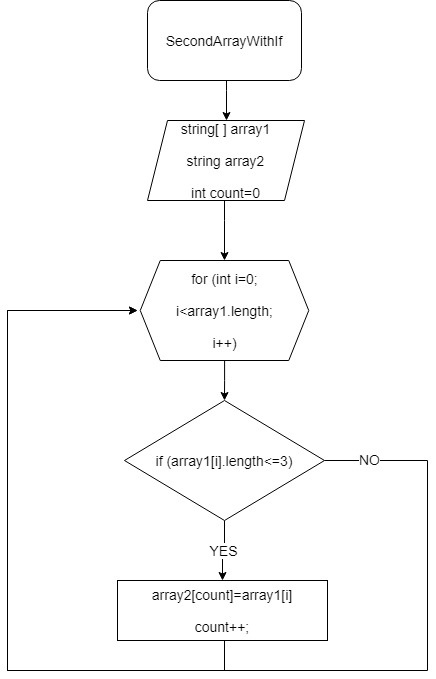 SecondArrayWithIf
string[ ] array1
string array2
int count=0
for (int i=0;
i<array1.length;
i++)
if (array1[i].length<=3)
NO
YES
array2[count]=array1[i]
count++;